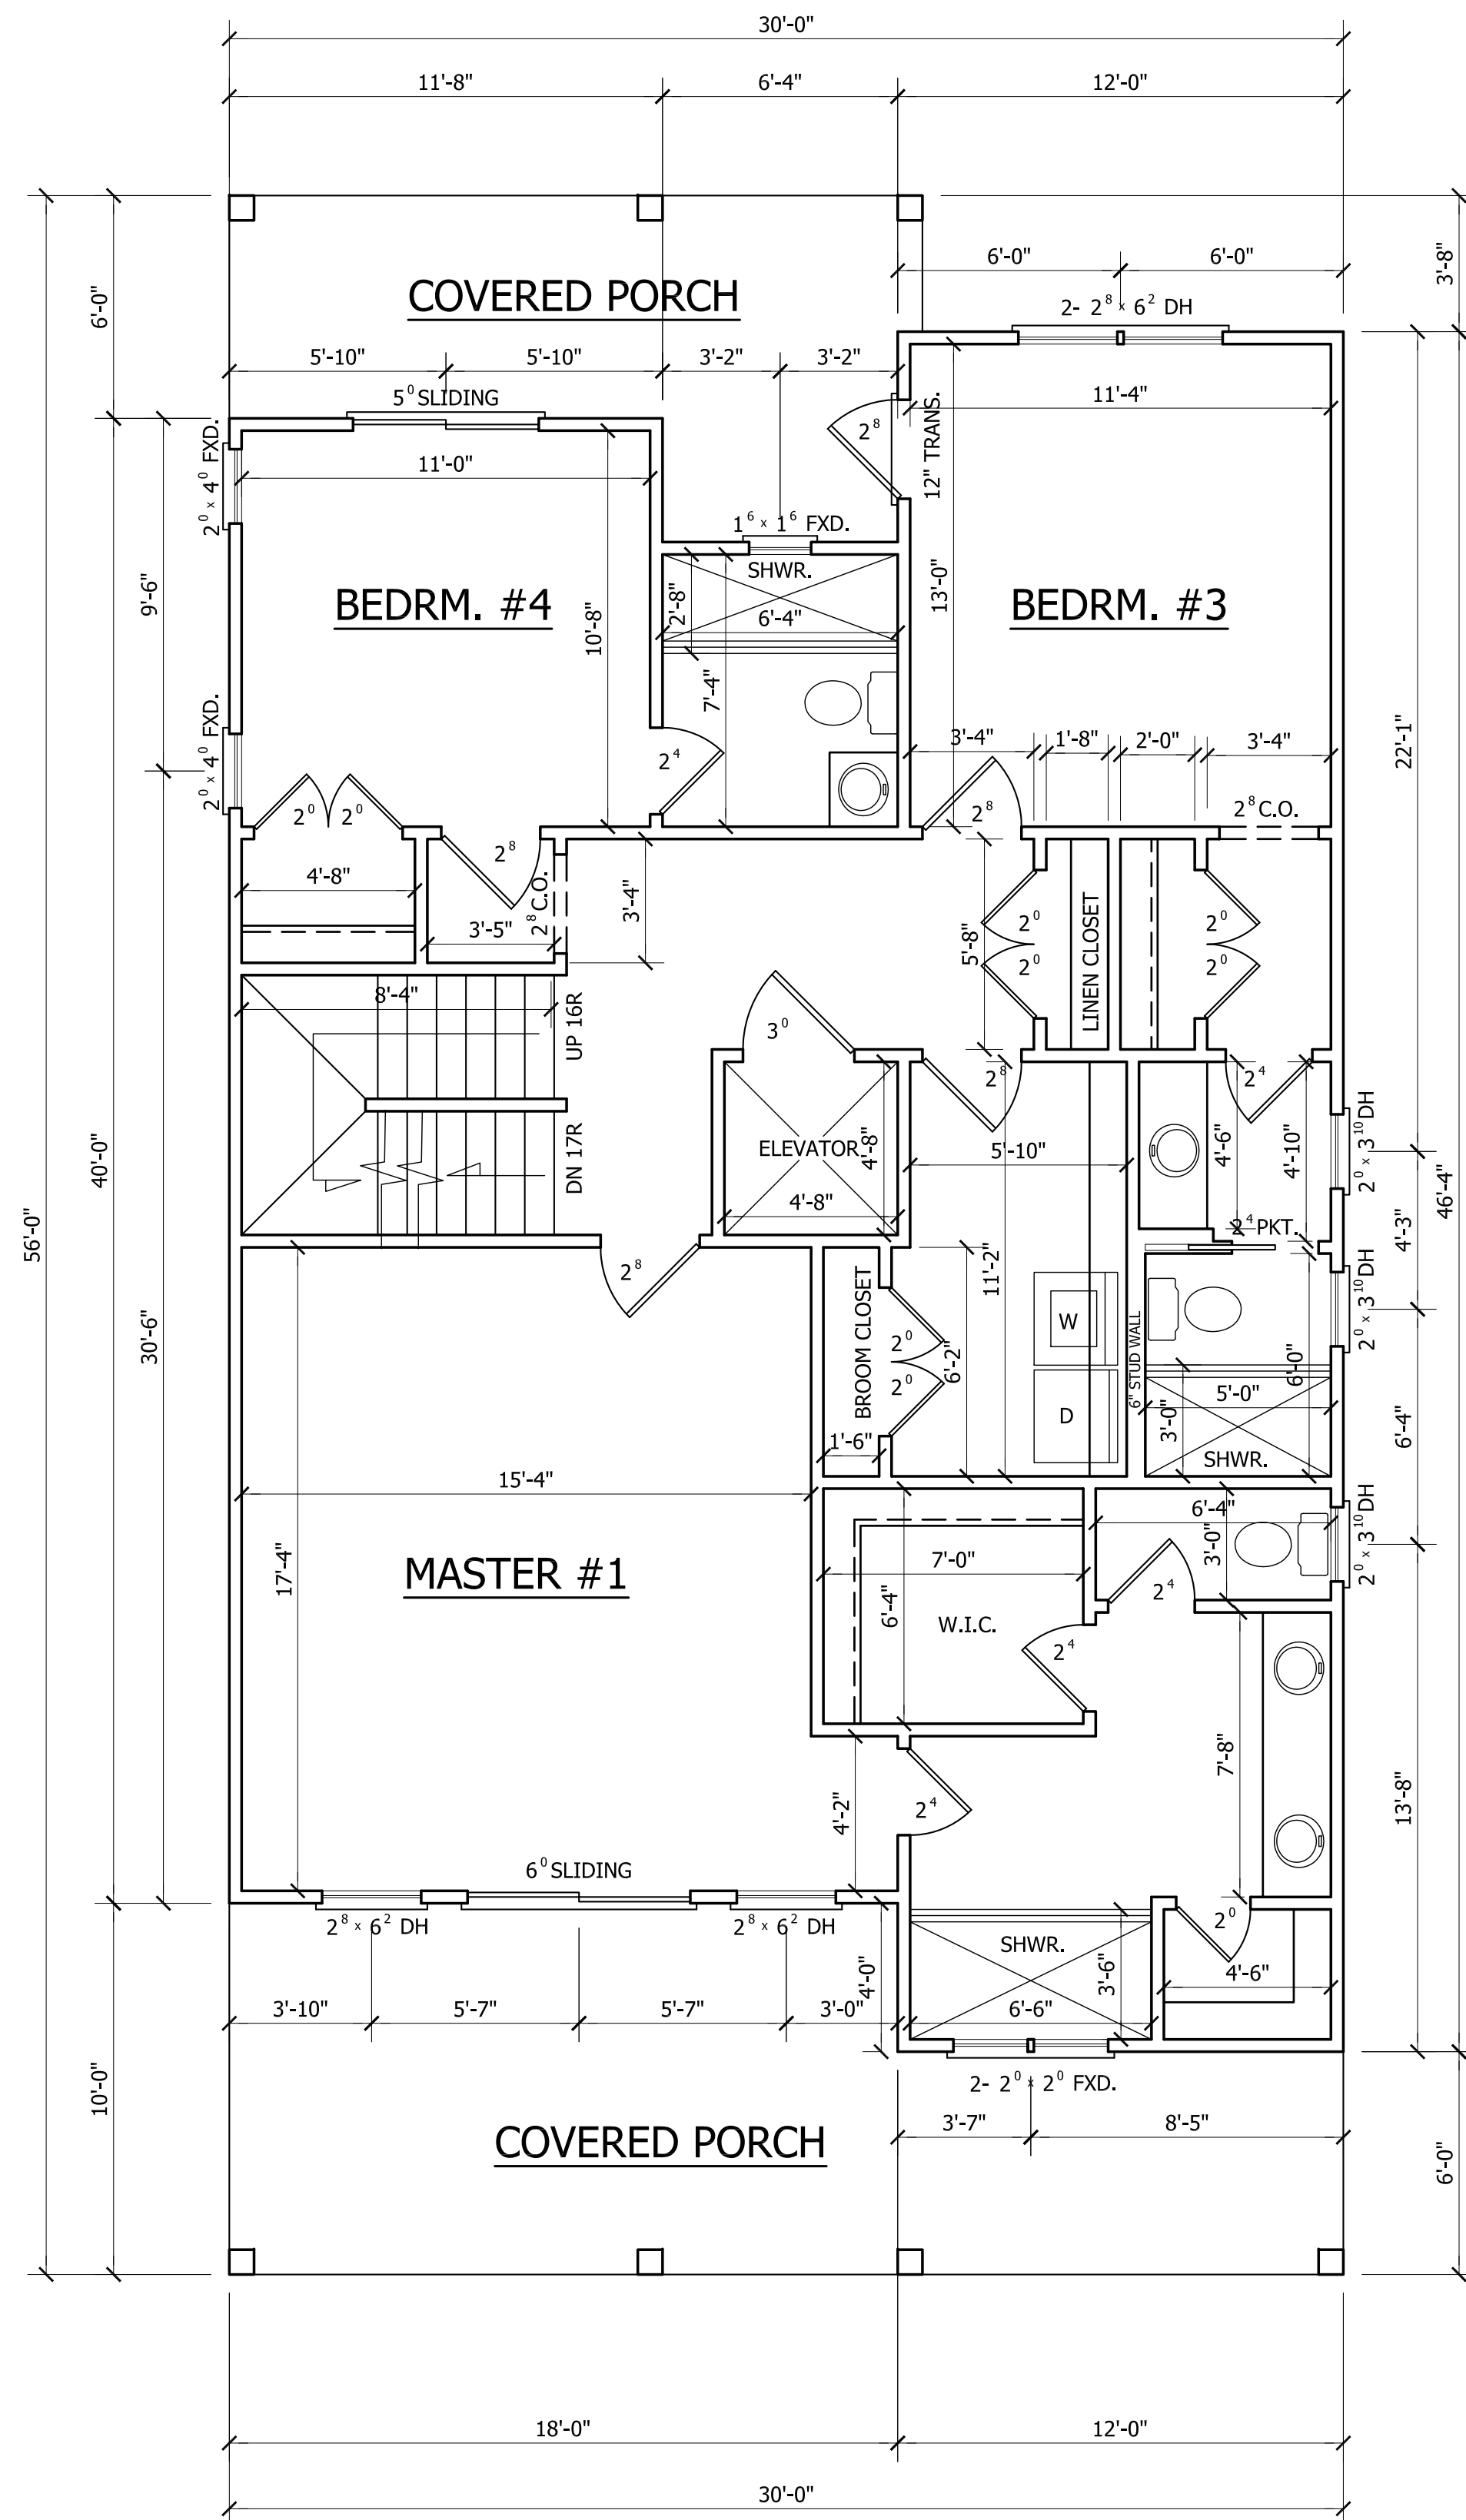 30'-0"
11'-8" 6'-4" 12'-0"
6'-0" 6'-0"
3'-8"
6'-0"
COVERED PORCH
2- 2⁸ x 6² DH
5'-10" 5'-10" 3'-2" 3'-2"
5⁰ SLIDING
11'-4"
2⁸
12" TRANS.
2⁰ x 4⁰ FXD.
11'-0"
1⁶ x 1⁶ FXD.
SHWR.
9'-6"
BEDRM. #4
10'-8"
2'-8"
6'-4"
13'-0"
BEDRM. #3
7'-4"
22'-1"
2⁰ x 4⁰ FXD.
2⁴
3'-4" 1'-8" 2'-0" 3'-4"
2⁰ 2⁰
2⁸
2⁸ C.O.
2⁸
4'-8"
2⁸ C.O.
3'-5"
3'-4"
5'-8"
2⁰
2⁰
LINEN CLOSET
2⁰
2⁰
8'-4"
UP 16R
3⁰
2⁸
2⁴
40'-0"
56'-0"
DN 17R
ELEVATOR
4'-8"
4'-8"
5'-10"
4'-6"
4'-10"
2⁰ x 3¹⁰ DH
46'-4"
2⁴ PKT.
4'-3"
2⁸
30'-6"
BROOM CLOSET
2⁰
2⁰
6'-2"
11'-2"
W
D
6" STUD WALL
2⁰ x 3¹⁰ DH
6'-0"
5'-0"
3'-0"
6'-4"
1'-6"
SHWR.
15'-4"
17'-4"
MASTER #1
7'-0"
6'-4"
W.I.C.
6'-4"
3'-0"
2⁰ x 3¹⁰ DH
2⁴
2⁴
7'-8"
4'-2"
2⁴
13'-8"
6⁰ SLIDING
2⁸ x 6² DH 2⁸ x 6² DH
2⁰
SHWR.
3'-6"
4'-6"
4'-0"
3'-10" 5'-7" 5'-7" 3'-0" 6'-6"
2- 2⁰ x 2⁰ FXD.
10'-0"
3'-7" 8'-5"
COVERED PORCH
6'-0"
18'-0" 12'-0"
30'-0"